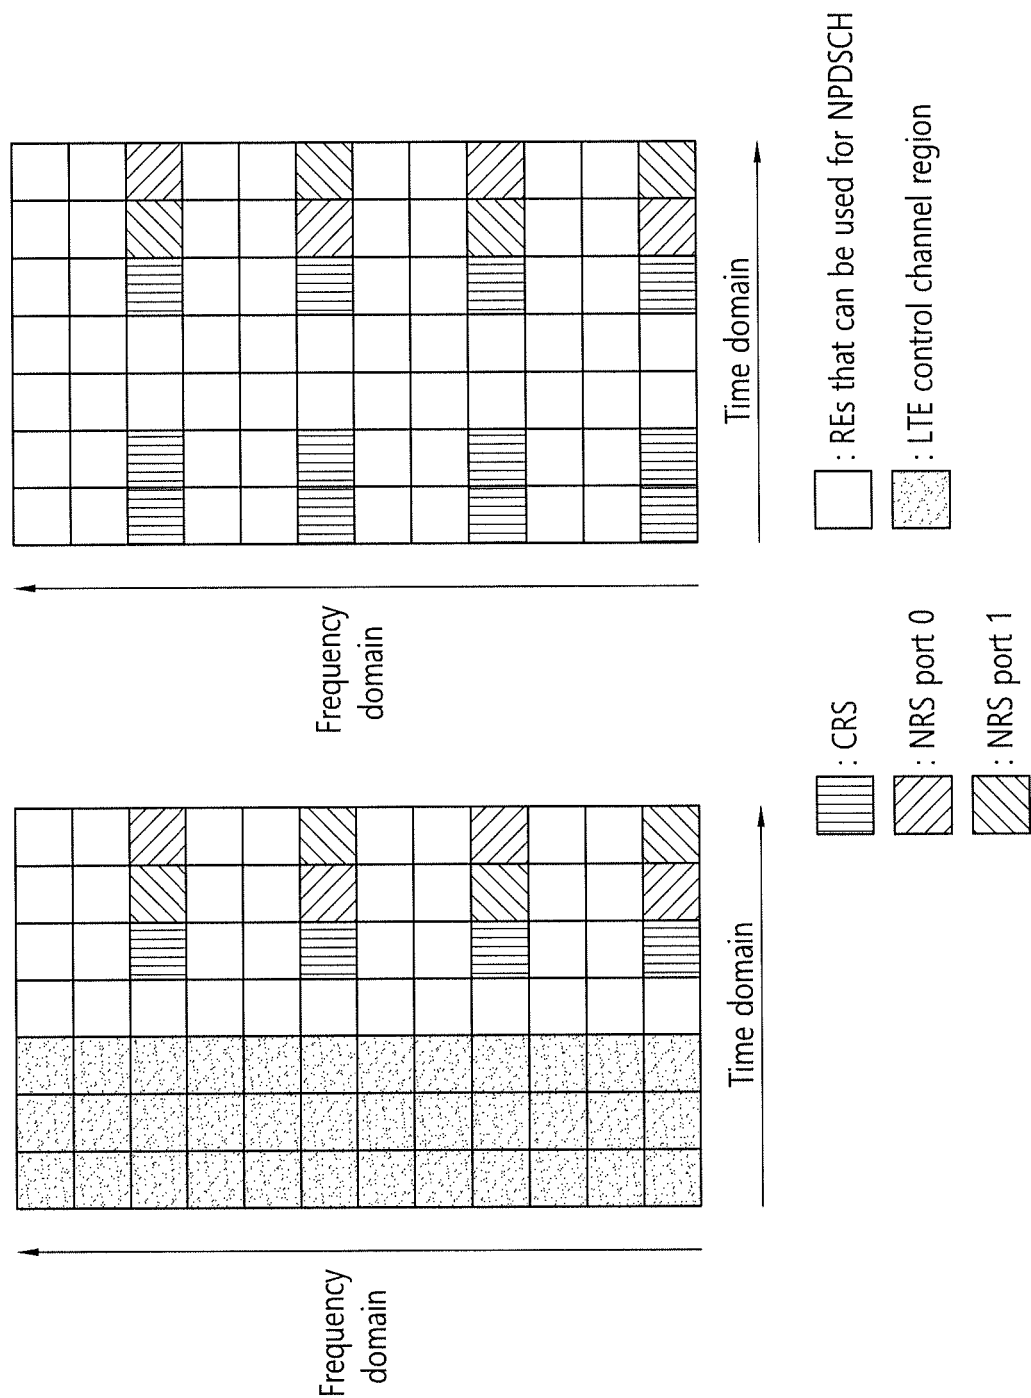 Frequency
domain
Time domain
Frequency
domain
Time domain
: CRS
: NRS port 0
: NRS port 1
: REs that can be used for NPDSCH
: LTE control channel region